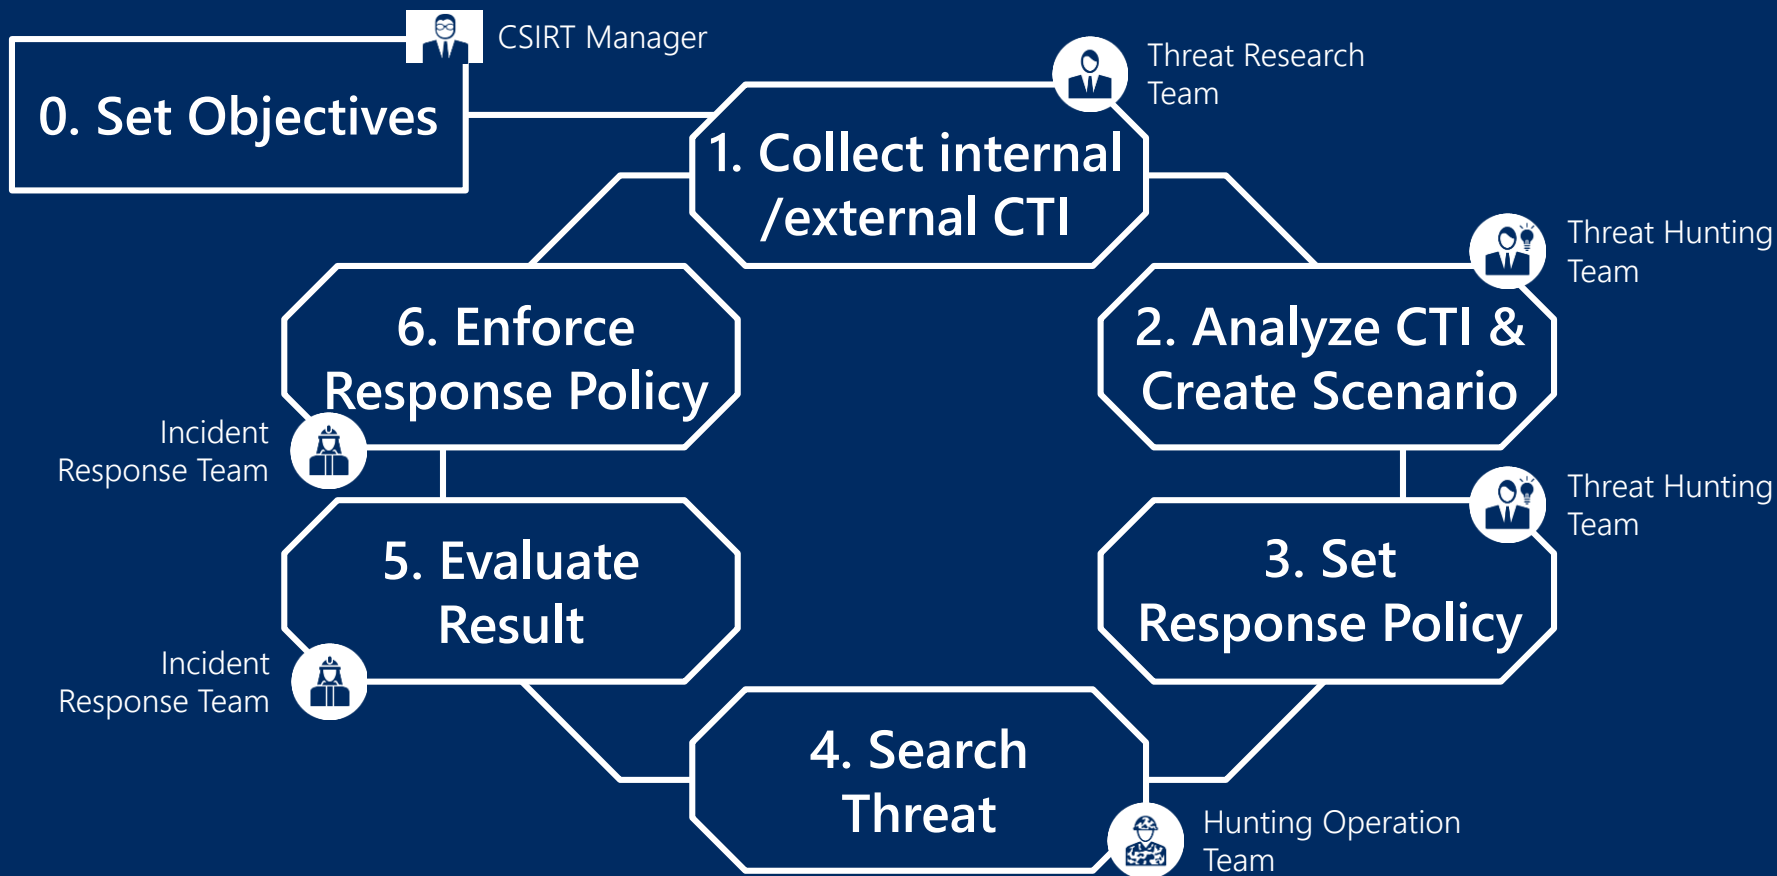 CSIRT Manager
0. Set Objectives
Threat Research
Team
1. Collect internal
/external CTI
Threat Hunting
Team
2. Analyze CTI &
Create Scenario
Threat Hunting
Team
3. Set
Response Policy
4. Search
Threat
Hunting Operation
Team
5. Evaluate
Result
Incident
Response Team
6. Enforce
Response Policy
Incident
Response Team